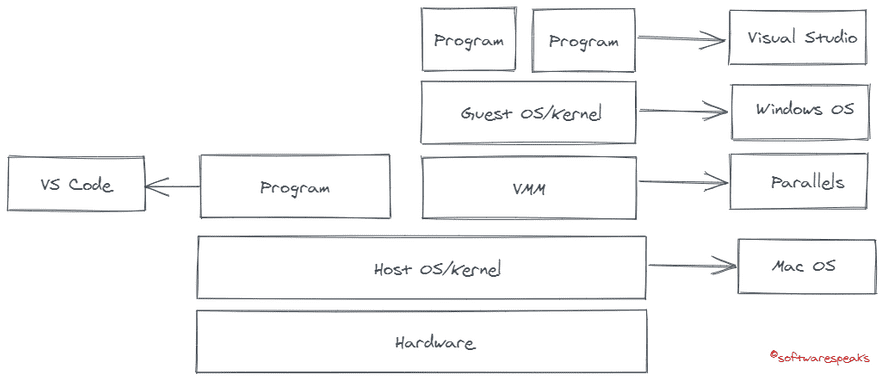 Program
Program
Visual Studio
Guest OS/Kernel
Windows OS
VS Code
Program
VMM
Parallels
Host OS/Kernel
Mac OS
Hardware
©softwarespeaks